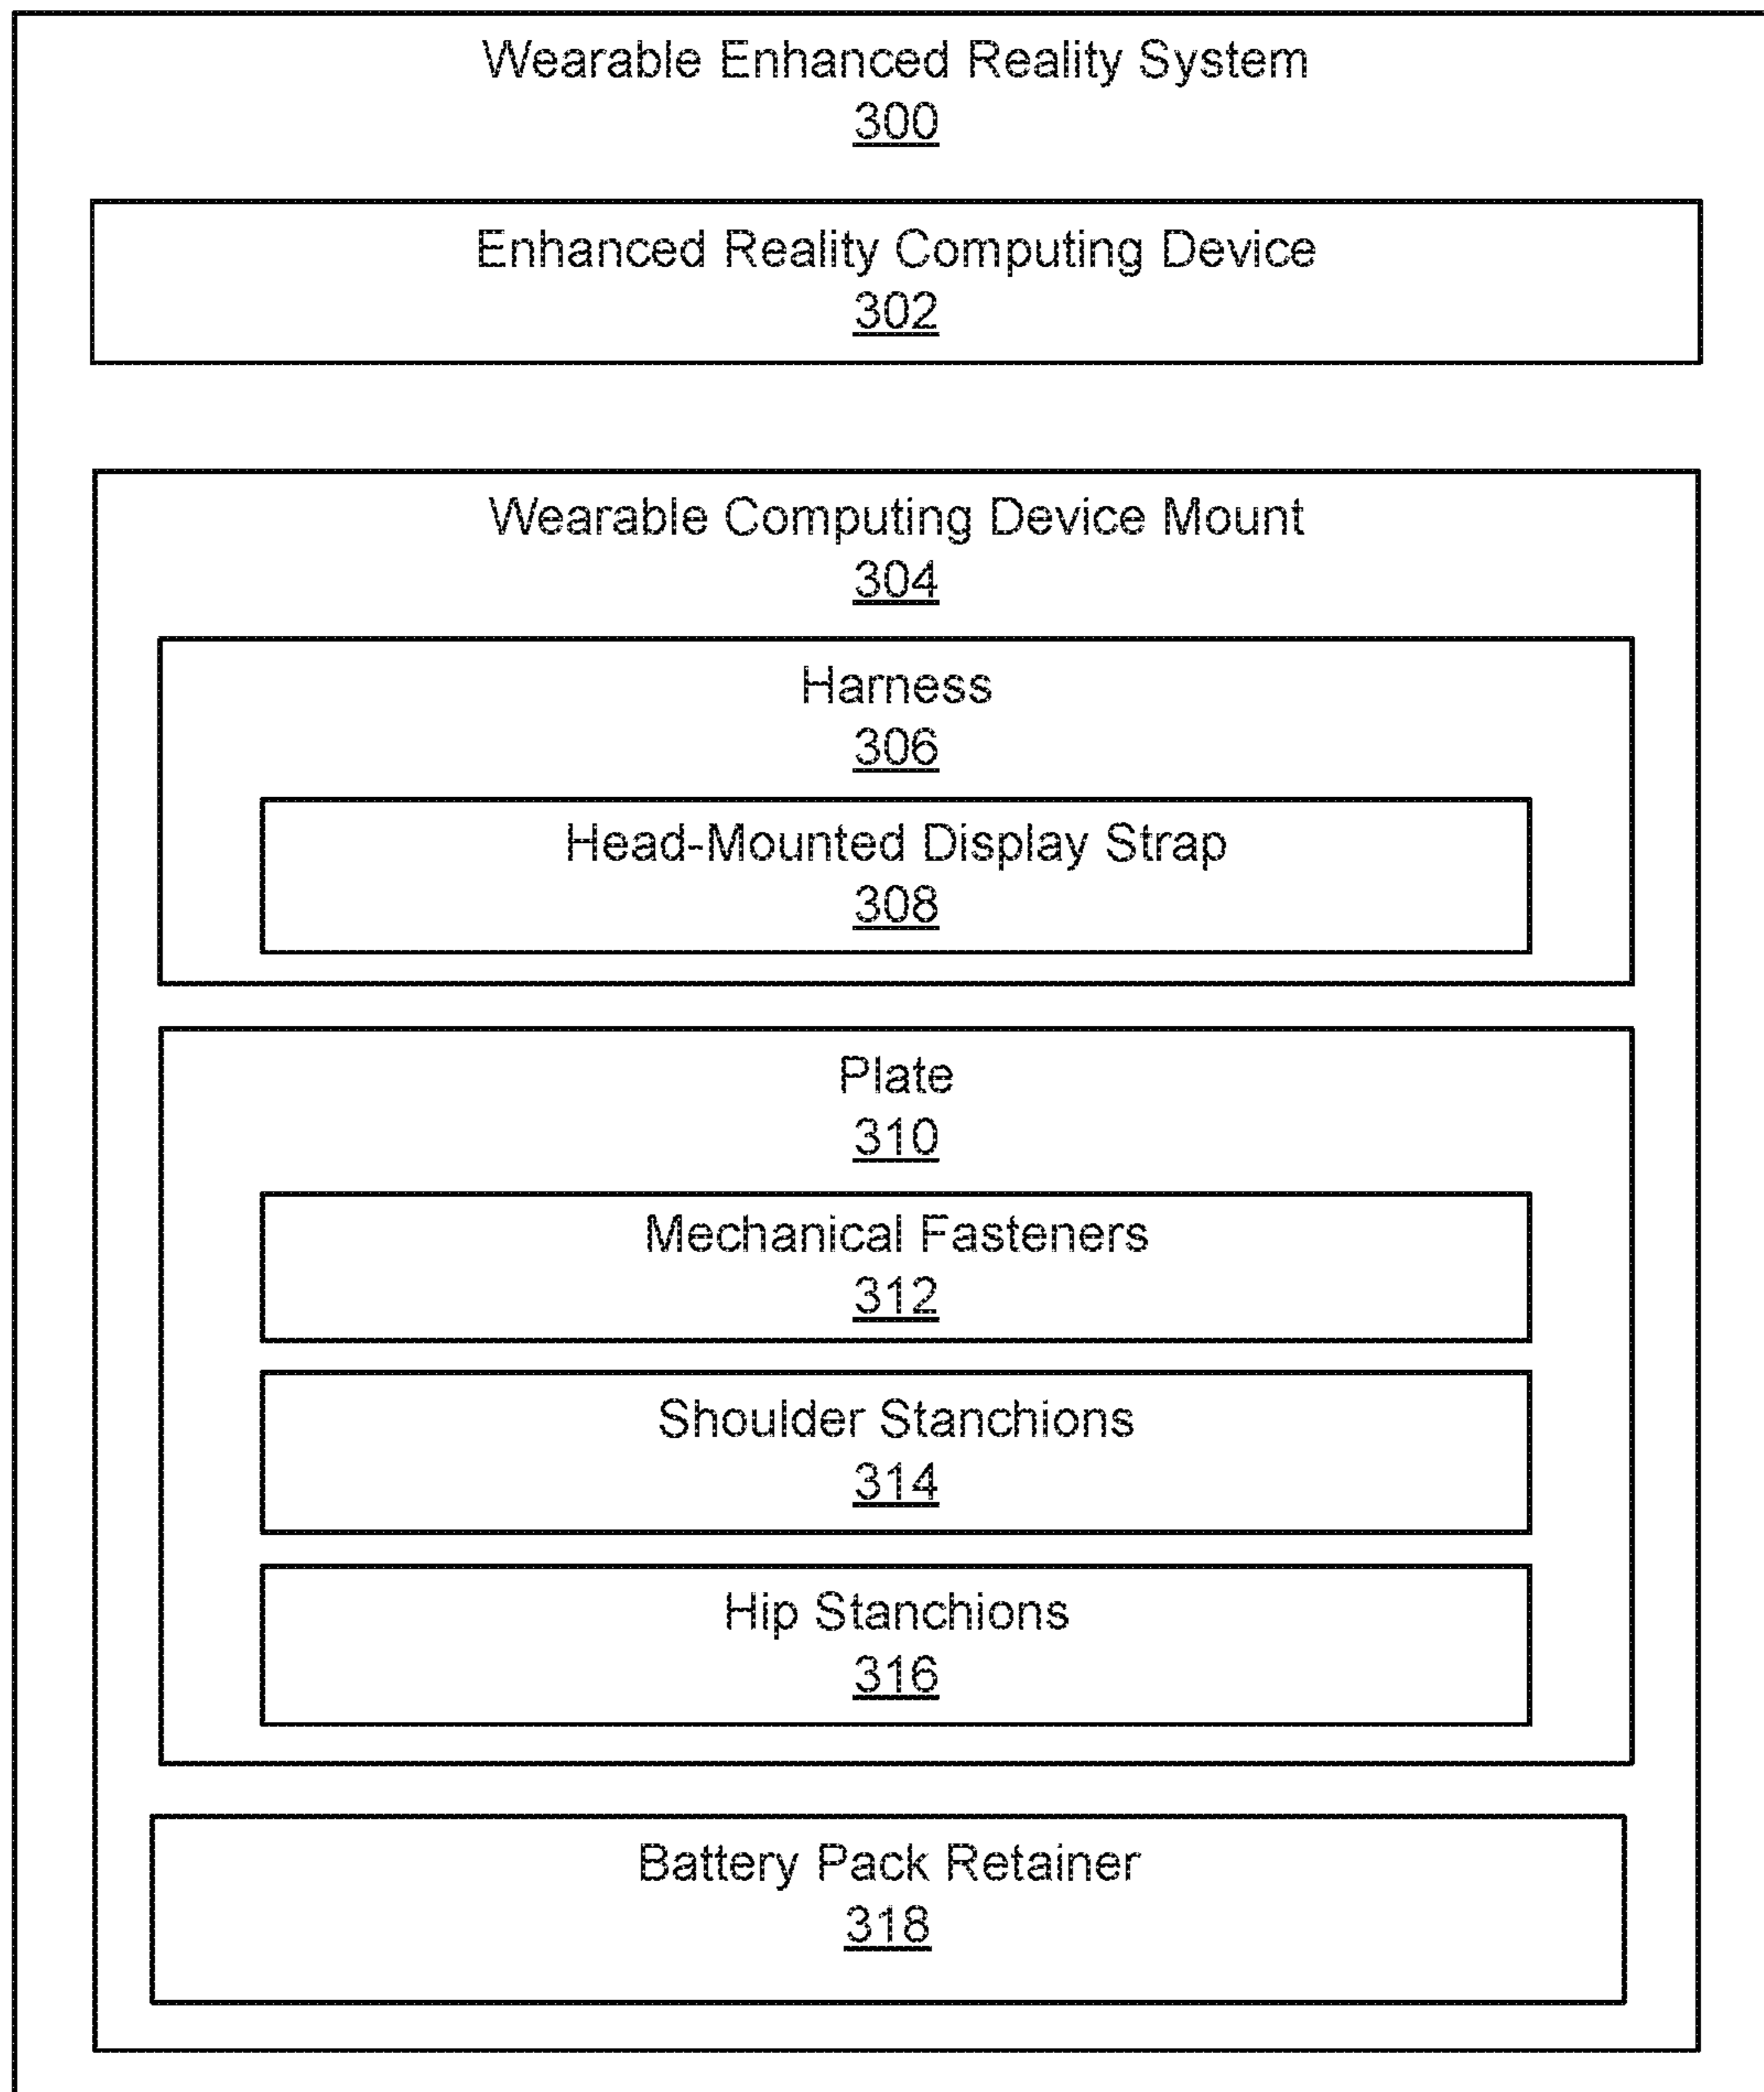 Wearable Enhanced Reality System
300
Enhanced Reality Computing Device
302
Wearable Computing Device Mount
304
Harness
306
Head-Mounted Display Strap
308
Plate
310
Mechanical Fasteners
312
Shoulder Stanchions
314
Hip Stanchions
316
Battery Pack Retainer
318